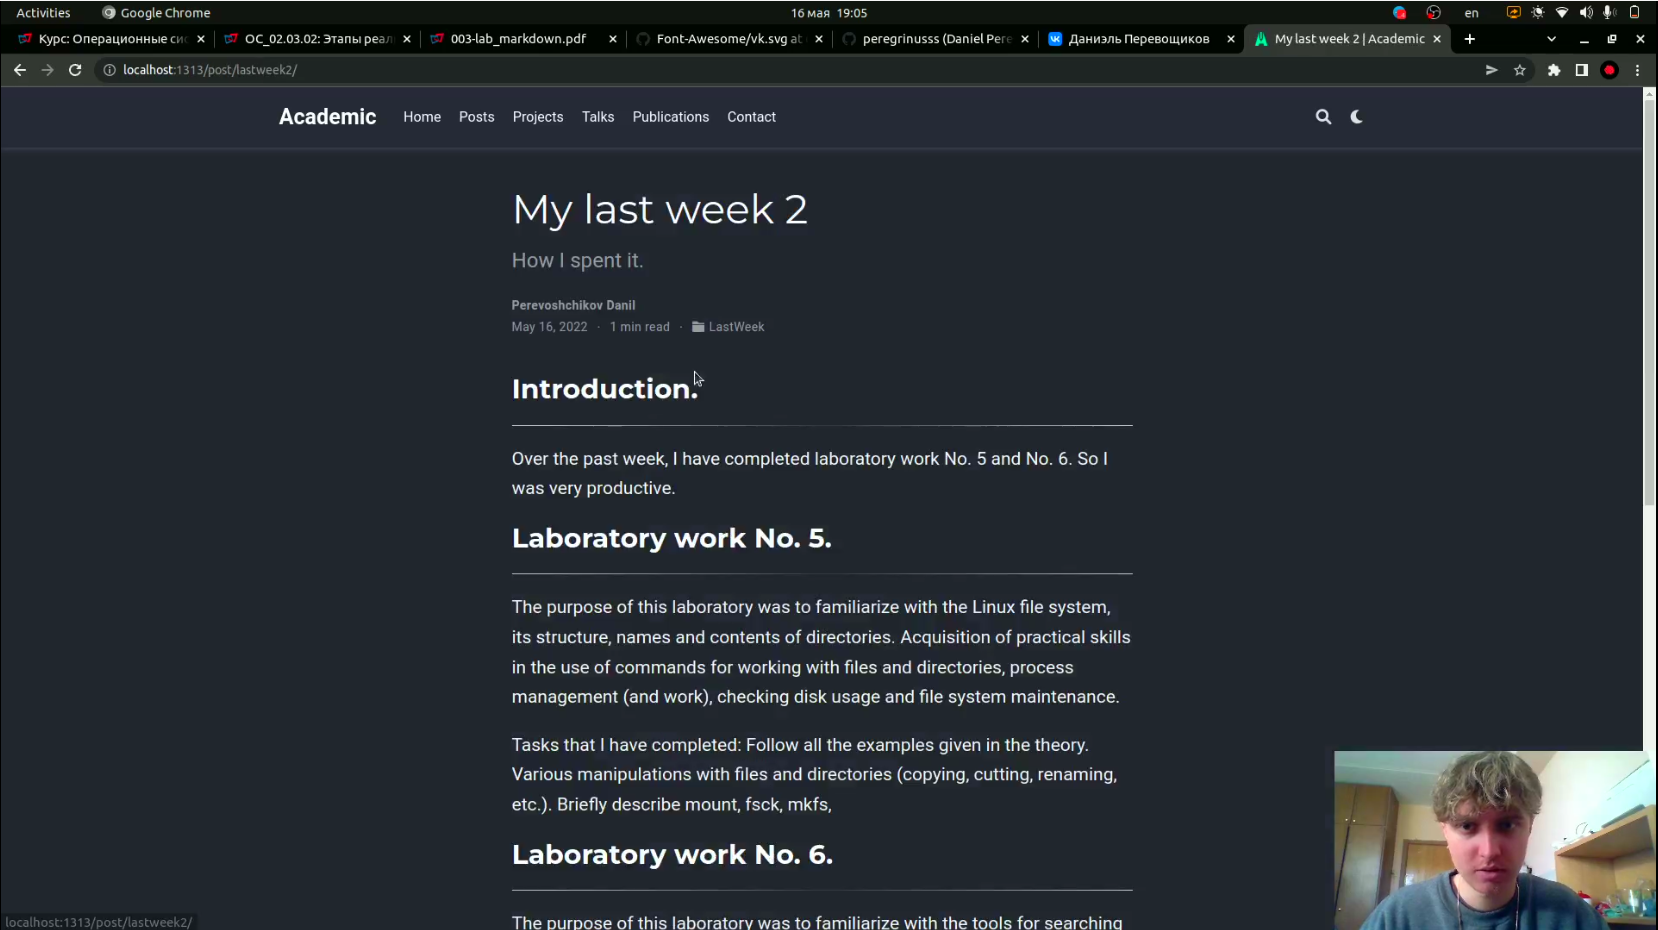 Activities
Google Chrome
16 мая 19:05
en
Курс: Операционные си
ОС_02.03.02: Этапы реал
003-lab_markdown.pdf
Font-Awesome/vk.svg at
peregrinusss (Daniel Pere
Даниэль Перевощиков
My last week 2 | Academic
localhost:1313/post/lastweek2/
Academic
Home
Posts
Projects
Talks
Publications
Contact
My last week 2
How I spent it.
Perevoshchikov Danil
May 16, 2022 · 1 min read · LastWeek
Introduction.
Over the past week, I have completed laboratory work No. 5 and No. 6. So I
was very productive.
Laboratory work No. 5.
The purpose of this laboratory was to familiarize with the Linux file system,
its structure, names and contents of directories. Acquisition of practical skills
in the use of commands for working with files and directories, process
management (and work), checking disk usage and file system maintenance.
Tasks that I have completed: Follow all the examples given in the theory.
Various manipulations with files and directories (copying, cutting, renaming,
etc.). Briefly describe mount, fsck, mkfs,
Laboratory work No. 6.
The purpose of this laboratory was to familiarize with the tools for searching
localhost:1313/post/lastweek2/